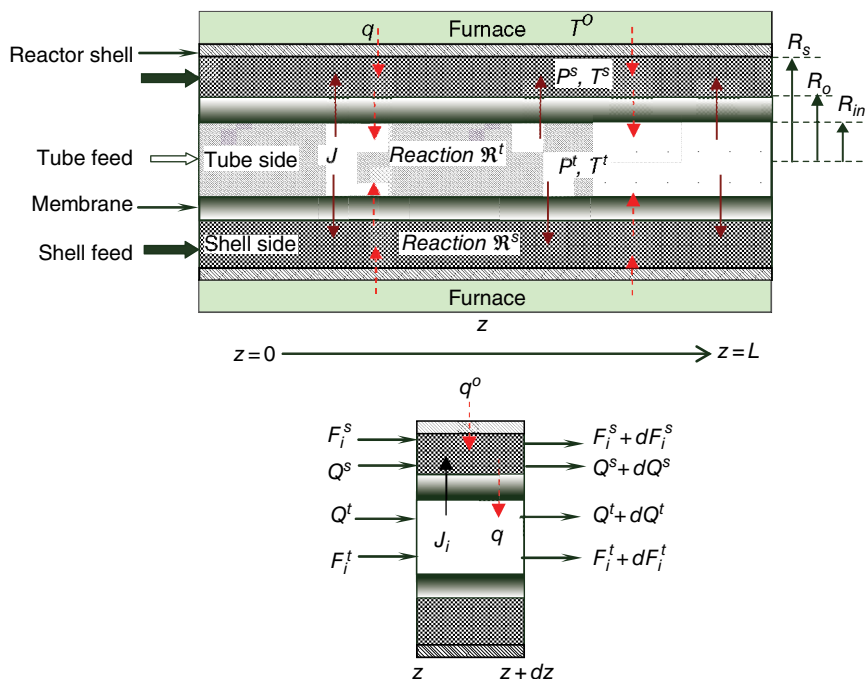 Furnace
q
T^o
Reactor shell
P^s, T^s
R_s
R_o
R_in
Tube feed
Tube side
J
Reaction ℜ^t
P^t, T^t
Membrane
Shell feed
Shell side
Reaction ℜ^s
Furnace
z
z = 0
z = L
q^o
F_i^s
F_i^s + dF_i^s
Q^s
Q^s + dQ^s
Q^t
Q^t + dQ^t
J_i
q
F_i^t
F_i^t + dF_i^t
z
z + dz